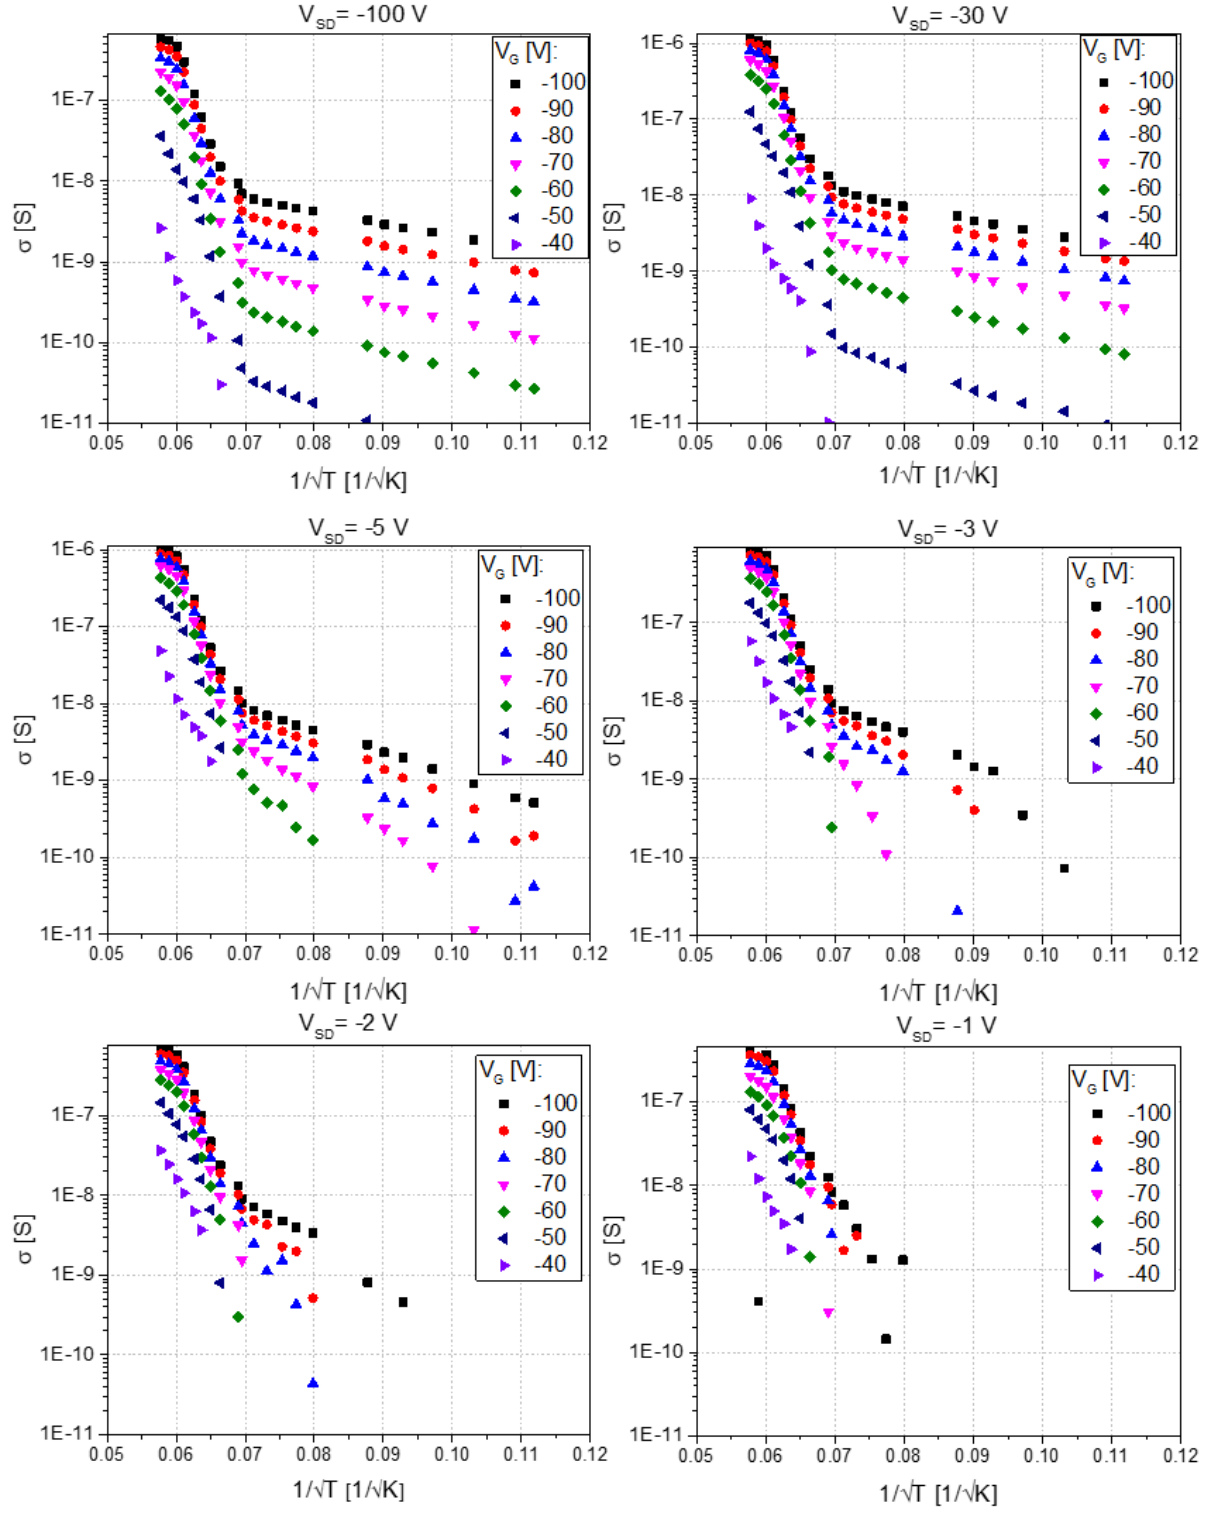 V_SD= -100 V
V_G [V]:
-100
-90
-80
-70
-60
-50
-40
1E-7
1E-8
1E-9
1E-10
1E-11
σ [S]
0.05 0.06 0.07 0.08 0.09 0.10 0.11 0.12
1/√T [1/√K]
V_SD= -30 V
V_G [V]:
-100
-90
-80
-70
-60
-50
-40
1E-6
1E-7
1E-8
1E-9
1E-10
1E-11
σ [S]
0.05 0.06 0.07 0.08 0.09 0.10 0.11 0.12
1/√T [1/√K]
V_SD= -5 V
V_G [V]:
-100
-90
-80
-70
-60
-50
-40
1E-6
1E-7
1E-8
1E-9
1E-10
1E-11
σ [S]
0.05 0.06 0.07 0.08 0.09 0.10 0.11 0.12
1/√T [1/√K]
V_SD= -3 V
V_G [V]:
-100
-90
-80
-70
-60
-50
-40
1E-7
1E-8
1E-9
1E-10
1E-11
σ [S]
0.05 0.06 0.07 0.08 0.09 0.10 0.11 0.12
1/√T [1/√K]
V_SD= -2 V
V_G [V]:
-100
-90
-80
-70
-60
-50
-40
1E-7
1E-8
1E-9
1E-10
1E-11
σ [S]
0.05 0.06 0.07 0.08 0.09 0.10 0.11 0.12
1/√T [1/√K]
V_SD= -1 V
V_G [V]:
-100
-90
-80
-70
-60
-50
-40
1E-7
1E-8
1E-9
1E-10
1E-11
σ [S]
0.05 0.06 0.07 0.08 0.09 0.10 0.11 0.12
1/√T [1/√K]